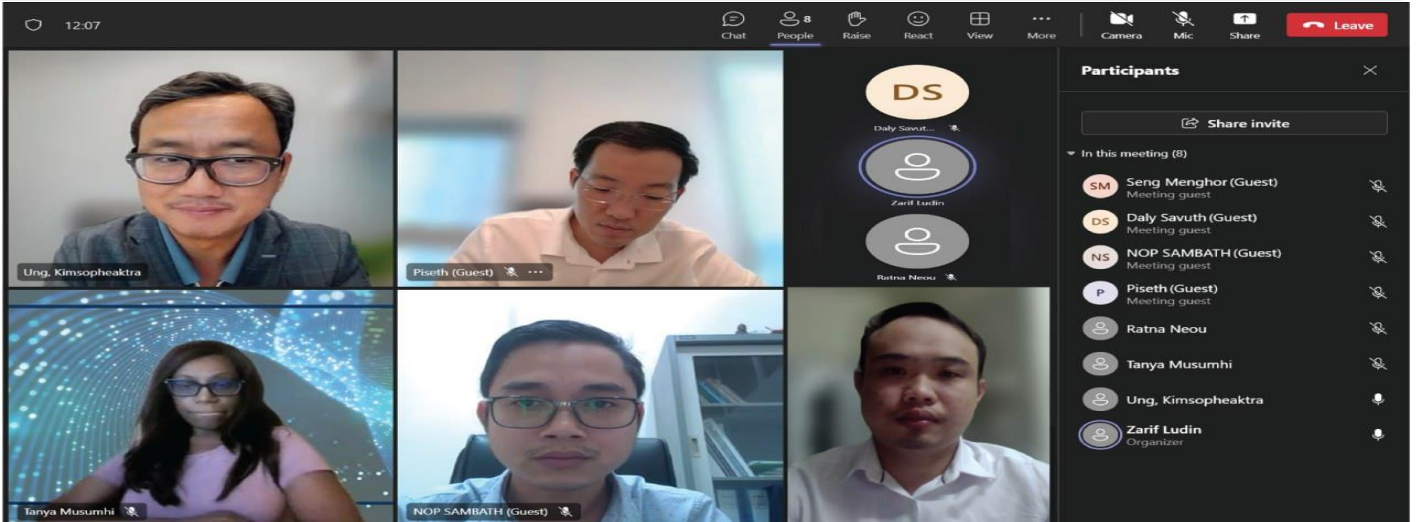 12:07
8
Chat
People
Raise
React
View
More
Camera
Mic
Share
Leave
Ung, Kimsopheaktra
Piseth (Guest)
DS
Daly Savut...
Zarif Ludin
Ratna Neou
Tanya Musumhi
NOP SAMBATH (Guest)
Participants
Share invite
In this meeting (8)
SM
Seng Menghor (Guest)
Meeting guest
DS
Daly Savuth (Guest)
Meeting guest
NS
NOP SAMBATH (Guest)
Meeting guest
P
Piseth (Guest)
Meeting guest
Ratna Neou
Tanya Musumhi
Ung, Kimsopheaktra
Zarif Ludin
Organizer